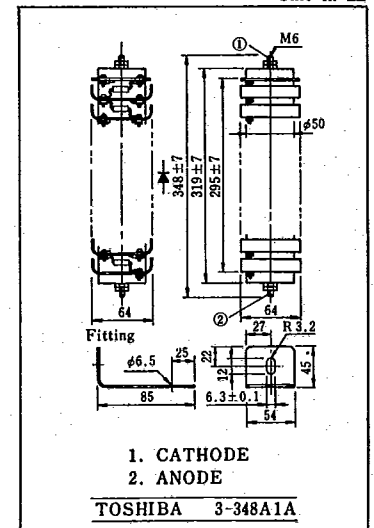 ① M6
φ50
348±7
319±7
295±7
64
64
②
Fitting
27 R3.2
φ6.5 25
22
12
45
85
6.3±0.1
54
1. CATHODE
2. ANODE
TOSHIBA 3-348A1A